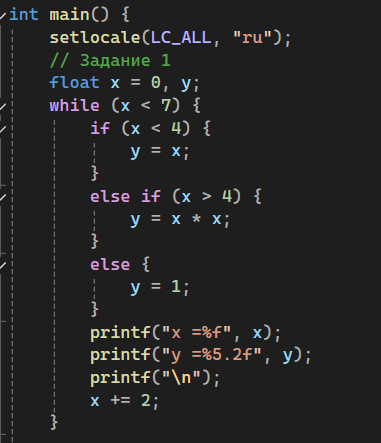 int main() {
setlocale(LC_ALL, "ru");
// Задание 1
float x = 0, y;
while (x < 7) {
if (x < 4) {
y = x;
}
else if (x > 4) {
y = x * x;
}
else {
y = 1;
}
printf("x =%f", x);
printf("y =%5.2f", y);
printf("\n");
x += 2;
}